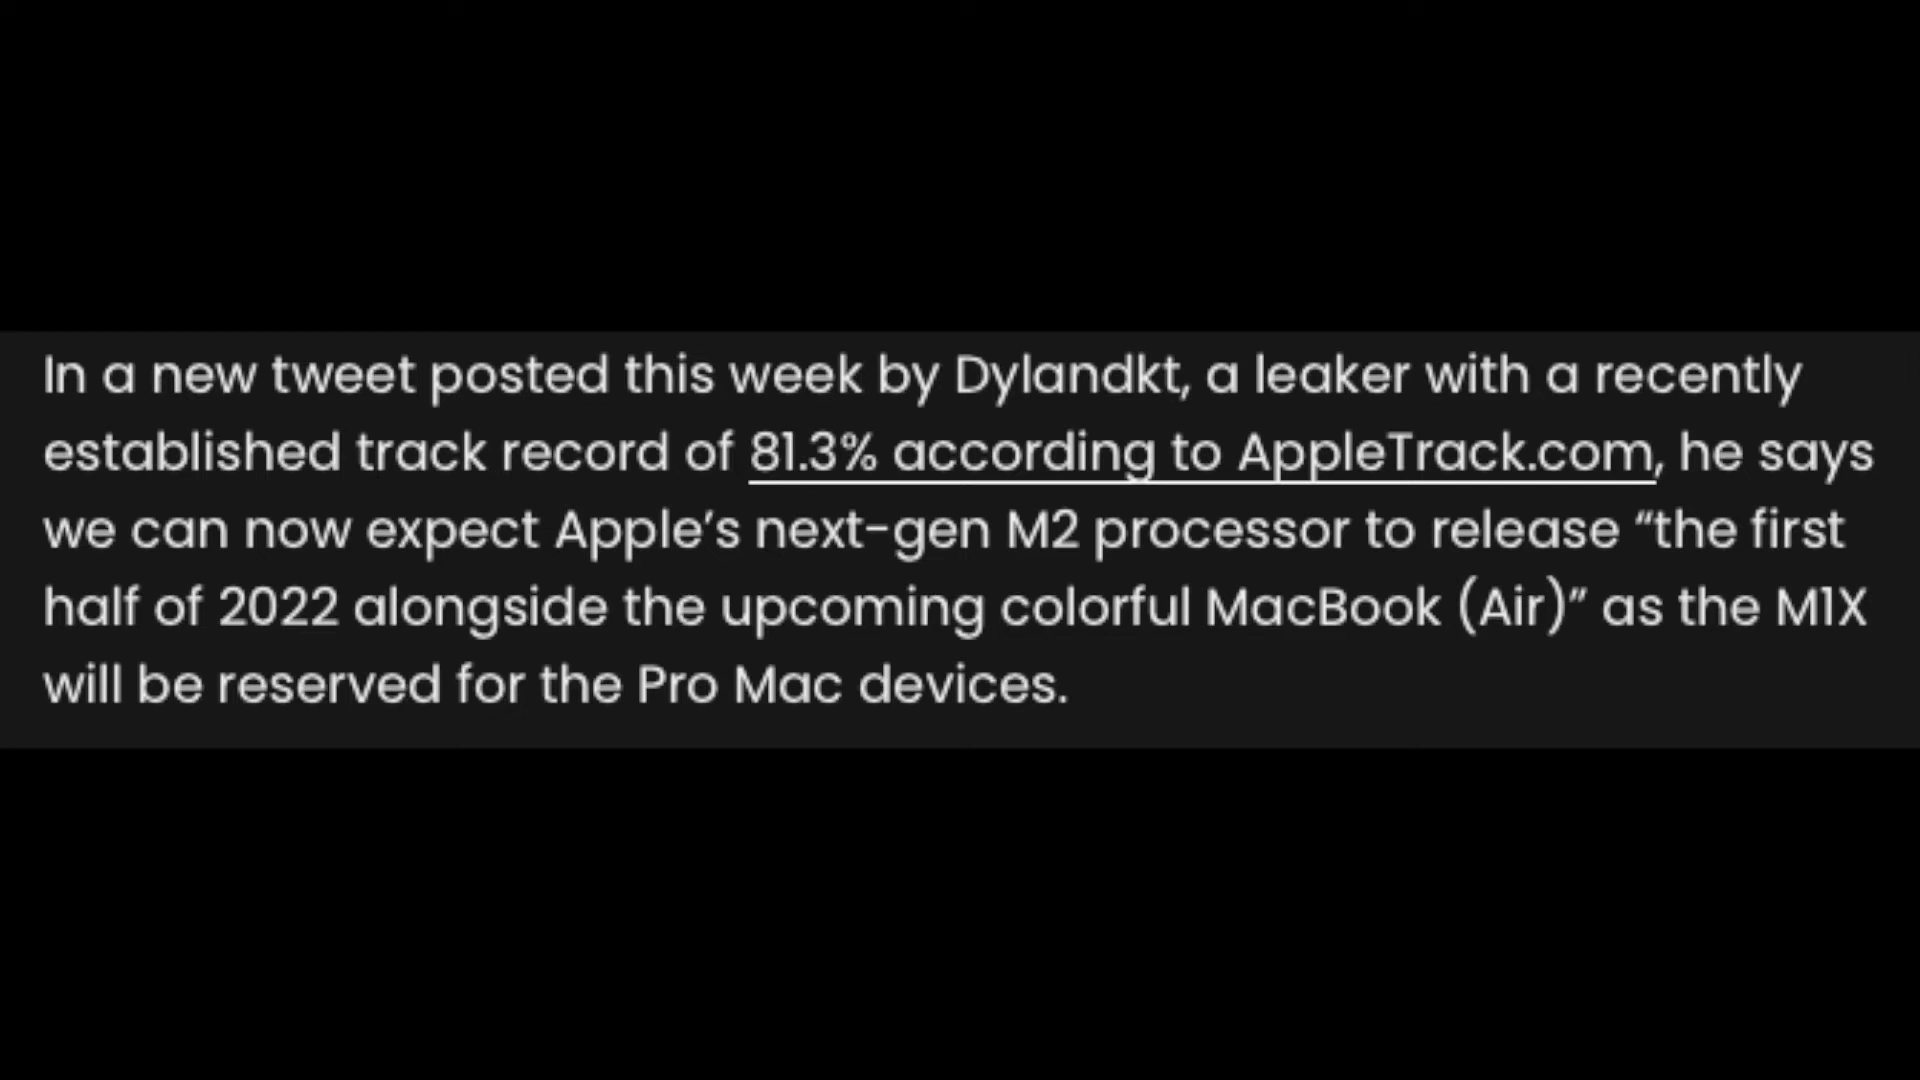 In a new tweet posted this week by Dylandkt, a leaker with a recently
established track record of 81.3% according to AppleTrack.com, he says
we can now expect Apple’s next-gen M2 processor to release “the first
half of 2022 alongside the upcoming colorful MacBook (Air)” as the M1X
will be reserved for the Pro Mac devices.